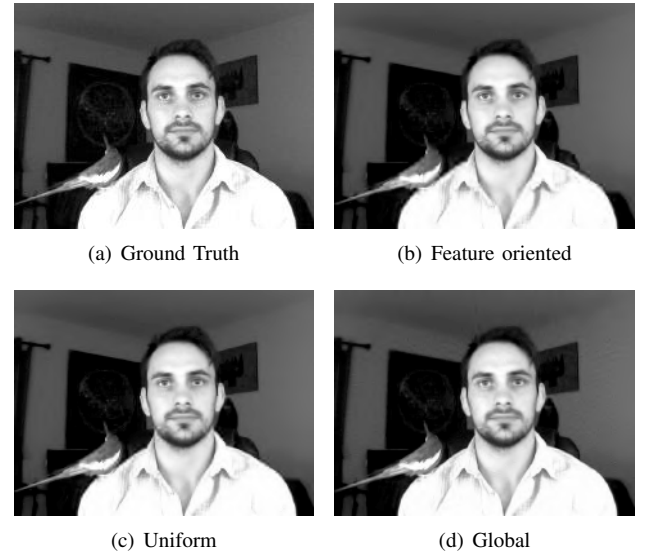 (a) Ground Truth
(b) Feature oriented
(c) Uniform
(d) Global